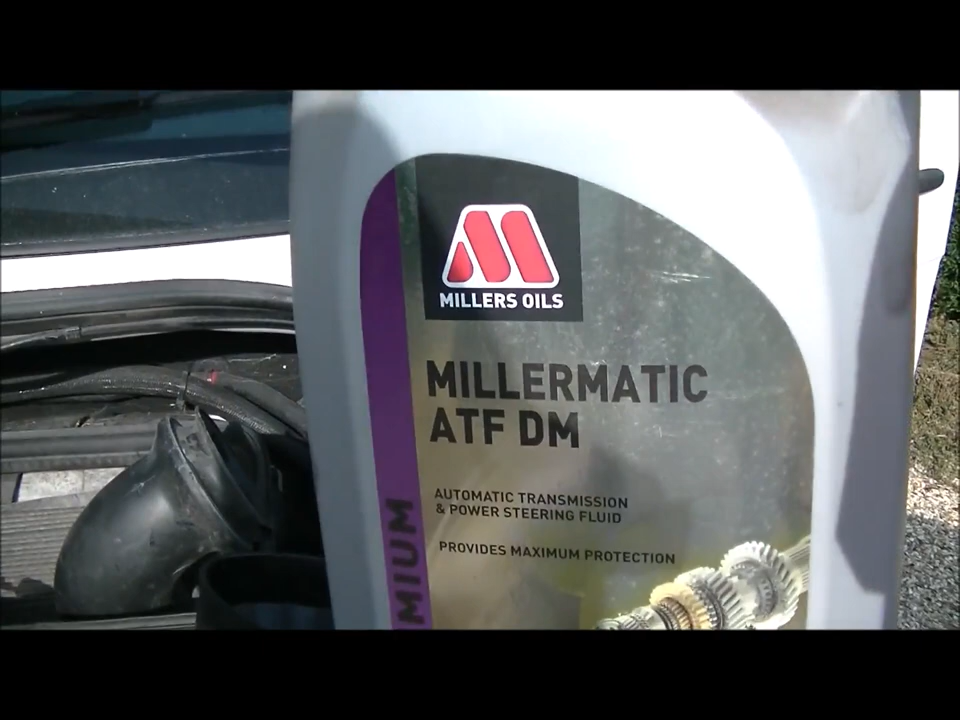 MILLERS OILS
MILLERMATIC
ATF DM
AUTOMATIC TRANSMISSION
& POWER STEERING FLUID
PROVIDES MAXIMUM PROTECTION
MIUM